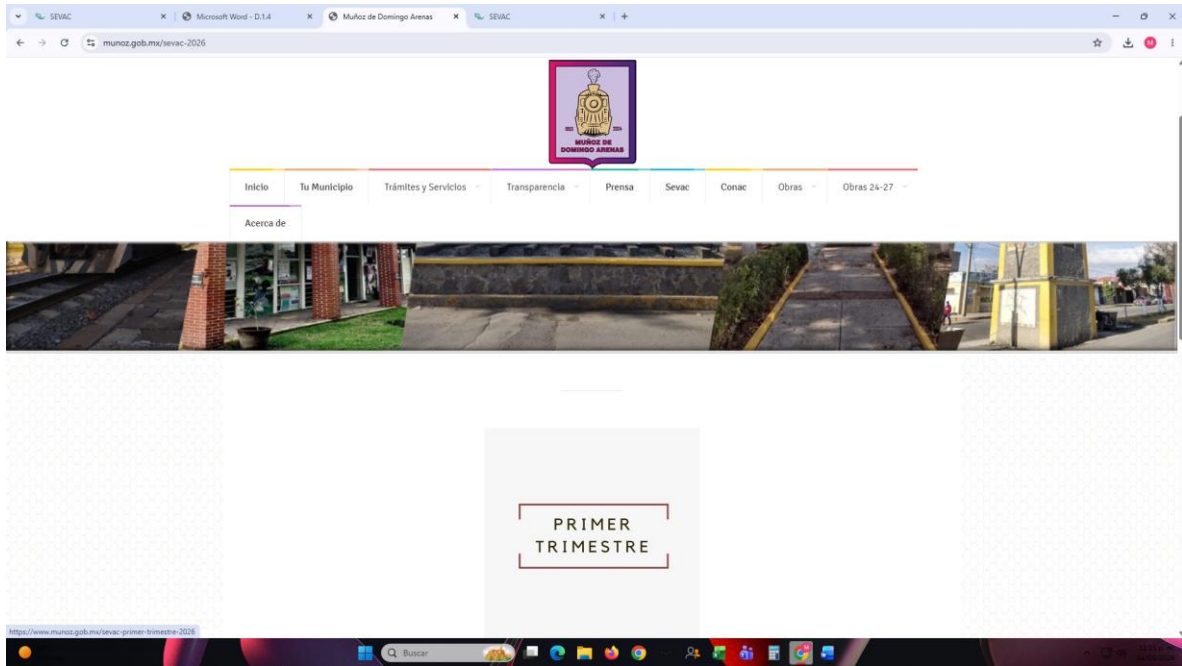 SEVAC
Microsoft Word - D.1.4
Muñoz de Domingo Arenas
SEVAC
munoz.gob.mx/sevac-2026
MUÑOZ DE
DOMINGO ARENAS
Inicio Tu Municipio Trámites y Servicios Transparencia Prensa Sevac Conac Obras Obras 24-27
Acerca de
PRIMER
TRIMESTRE
https://www.munoz.gob.mx/sevac-primer-trimestre-2026
Buscar